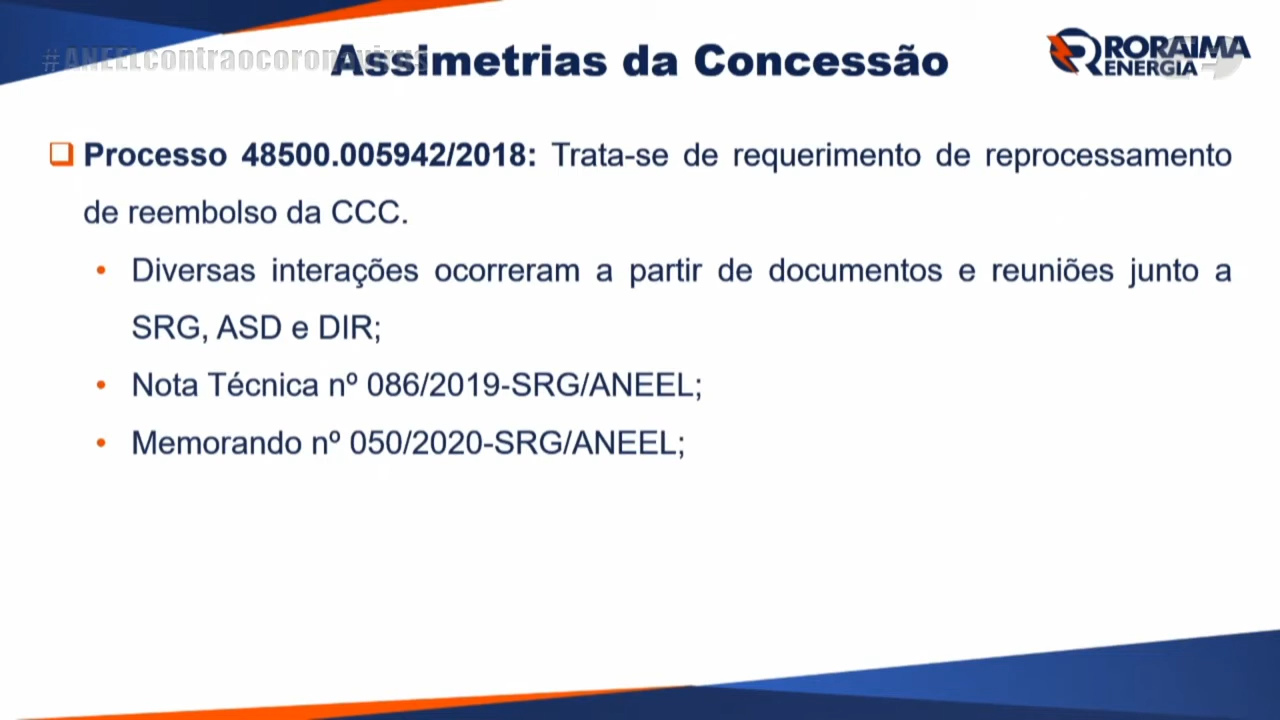 #ANEELcontraocoronavirus
Assimetrias da Concessão
RORAIMA
ENERGIA
Processo 48500.005942/2018: Trata-se de requerimento de reprocessamento
de reembolso da CCC.
• Diversas interações ocorreram a partir de documentos e reuniões junto a
SRG, ASD e DIR;
• Nota Técnica nº 086/2019-SRG/ANEEL;
• Memorando nº 050/2020-SRG/ANEEL;